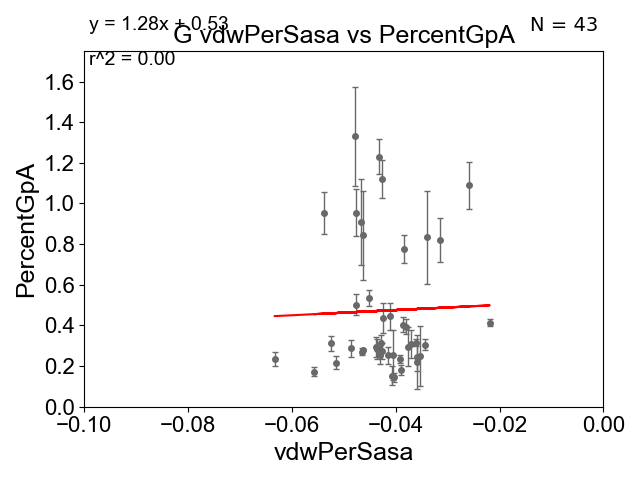 y = 1.28x + 0.53
N = 43
G vdwPerSasa vs PercentGpA
r^2 = 0.00
PercentGpA
1.6
1.4
1.2
1.0
0.8
0.6
0.4
0.2
0.0
−0.10 −0.08 −0.06 −0.04 −0.02 0.00
vdwPerSasa